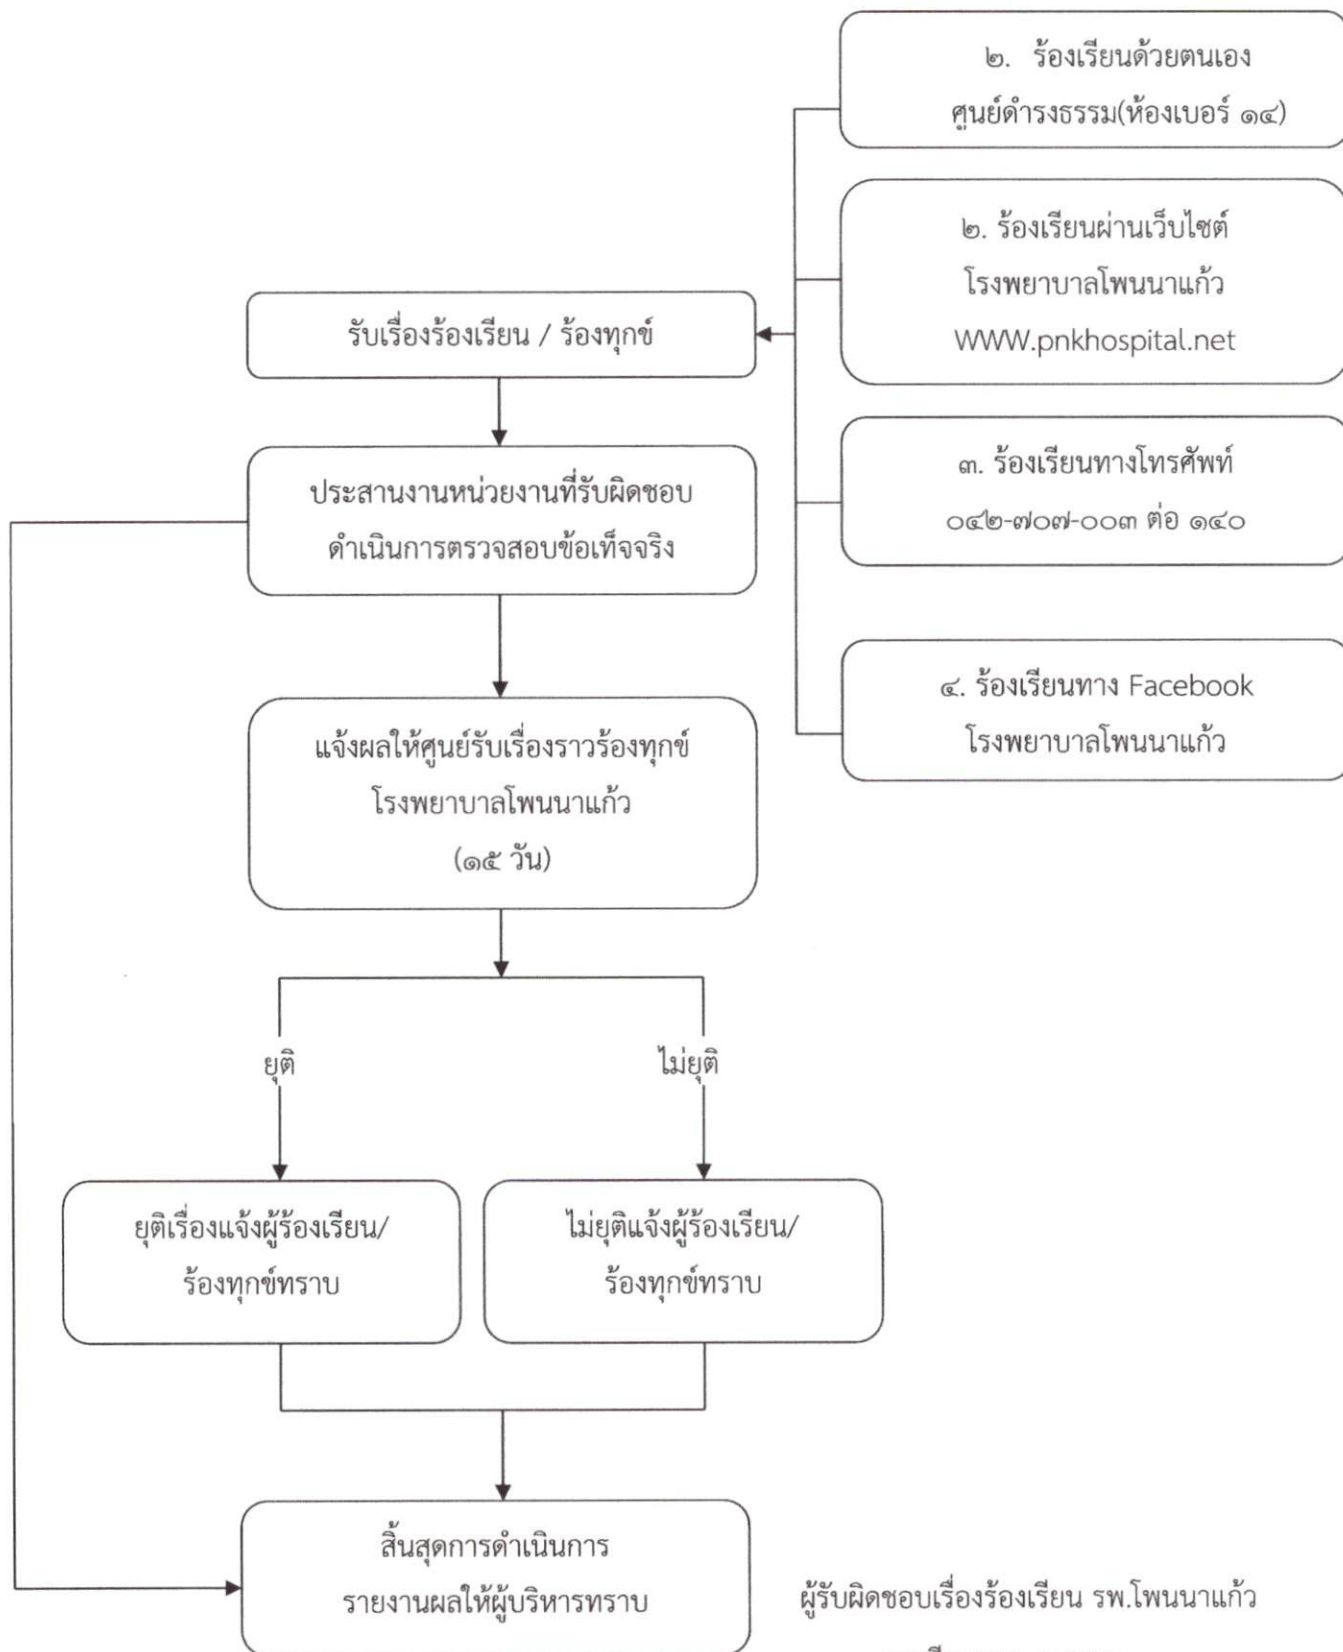 ๒. ร้องเรียนด้วยตนเอง
ศูนย์ดำรงธรรม(ห้องเบอร์ ๑๔)
๒. ร้องเรียนผ่านเว็บไซต์
โรงพยาบาลโพนนาแก้ว
WWW.pnkhospital.net
รับเรื่องร้องเรียน / ร้องทุกข์
๓. ร้องเรียนทางโทรศัพท์
๐๔๒-๗๐๗-๐๐๓ ต่อ ๑๔๐
ประสานงานหน่วยงานที่รับผิดชอบ
ดำเนินการตรวจสอบข้อเท็จจริง
๔. ร้องเรียนทาง Facebook
โรงพยาบาลโพนนาแก้ว
แจ้งผลให้ศูนย์รับเรื่องราวร้องทุกข์
โรงพยาบาลโพนนาแก้ว
(๑๕ วัน)
ยุติ
ไม่ยุติ
ยุติเรื่องแจ้งผู้ร้องเรียน/
ร้องทุกข์ทราบ
ไม่ยุติแจ้งผู้ร้องเรียน/
ร้องทุกข์ทราบ
สิ้นสุดการดำเนินการ
รายงานผลให้ผู้บริหารทราบ
ผู้รับผิดชอบเรื่องร้องเรียน รพ.โพนนาแก้ว